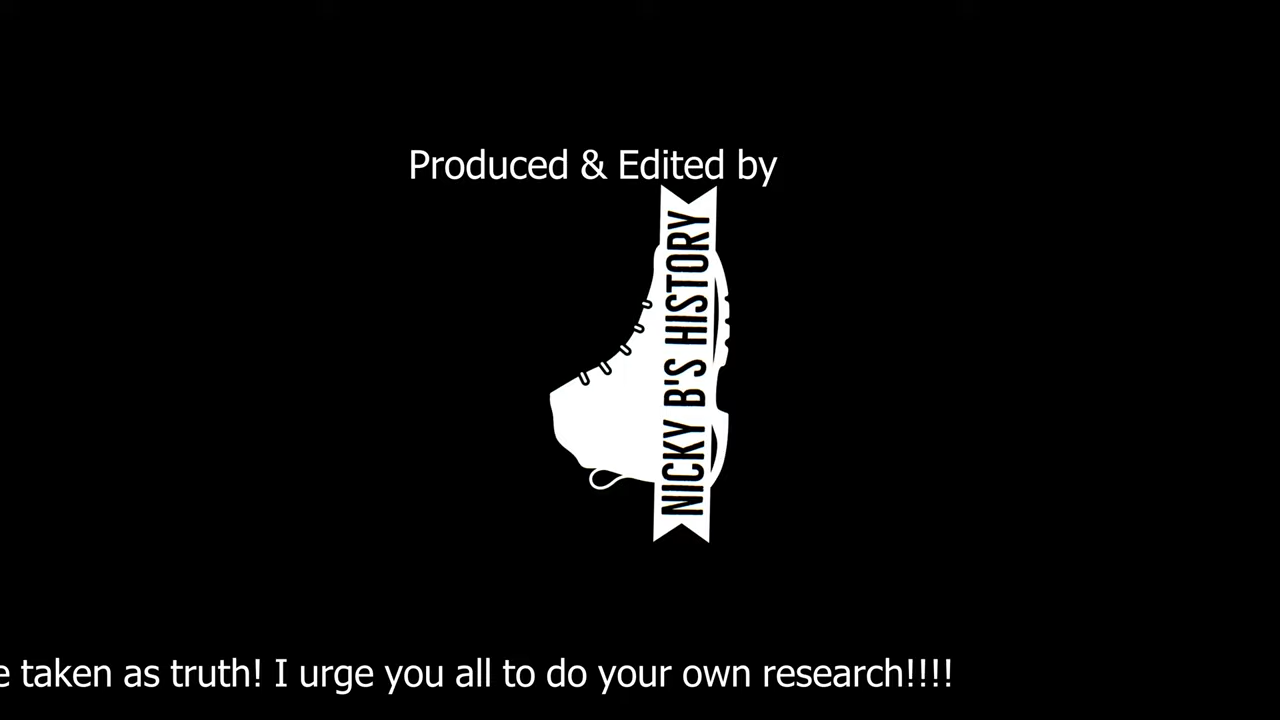 Produced & Edited by
NICKY B'S HISTORY
taken as truth! I urge you all to do your own research!!!!